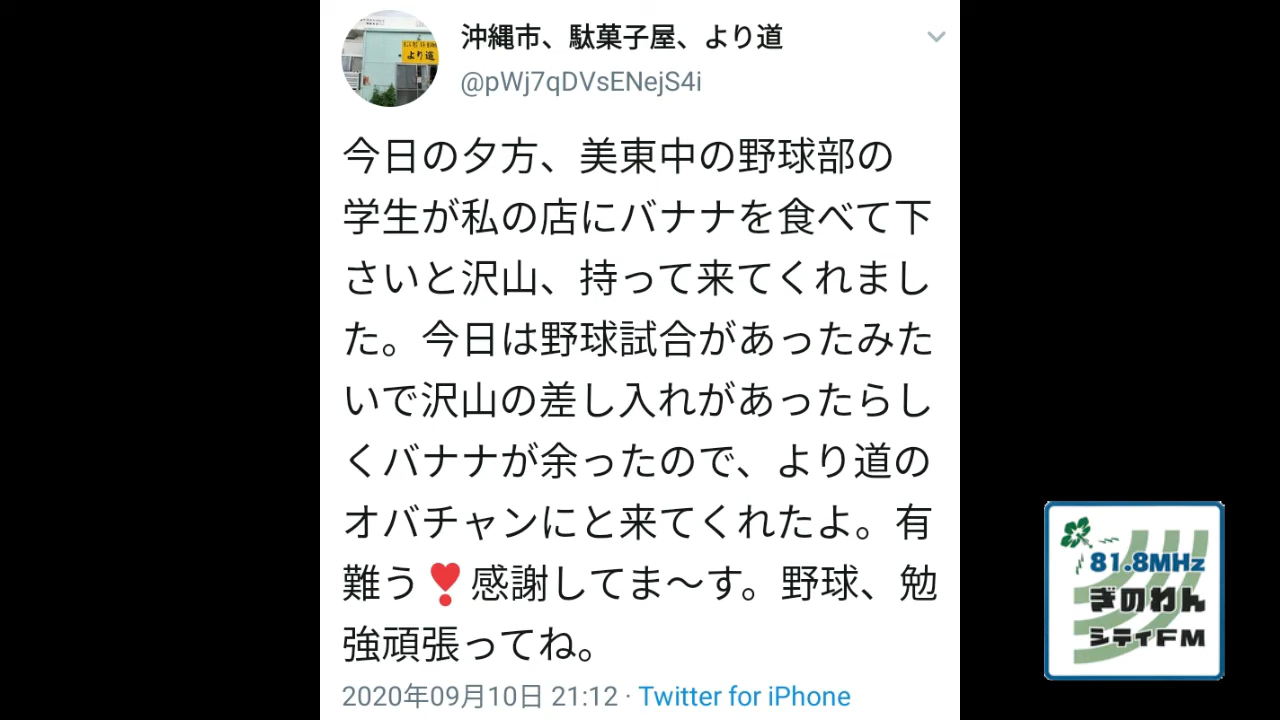 沖縄市、駄菓子屋、より道
@pWj7qDVsENejS4i
今日の夕方、美東中の野球部の
学生が私の店にバナナを食べて下
さいと沢山、持って来てくれまし
た。今日は野球試合があったみた
いで沢山の差し入れがあったらし
くバナナが余ったので、より道の
オバチャンにと来てくれたよ。有
難う❣感謝してま〜す。野球、勉
強頑張ってね。
2020年09月10日 21:12 · Twitter for iPhone
より道
81.8MHz
ぎのわん
シティFM